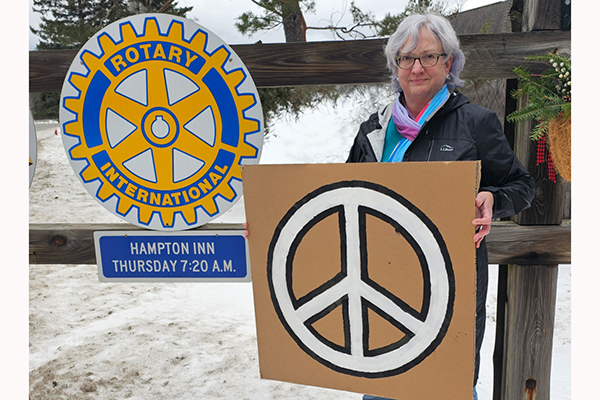 ROTARY
INTERNATIONAL
HAMPTON INN
THURSDAY 7:20 A.M.